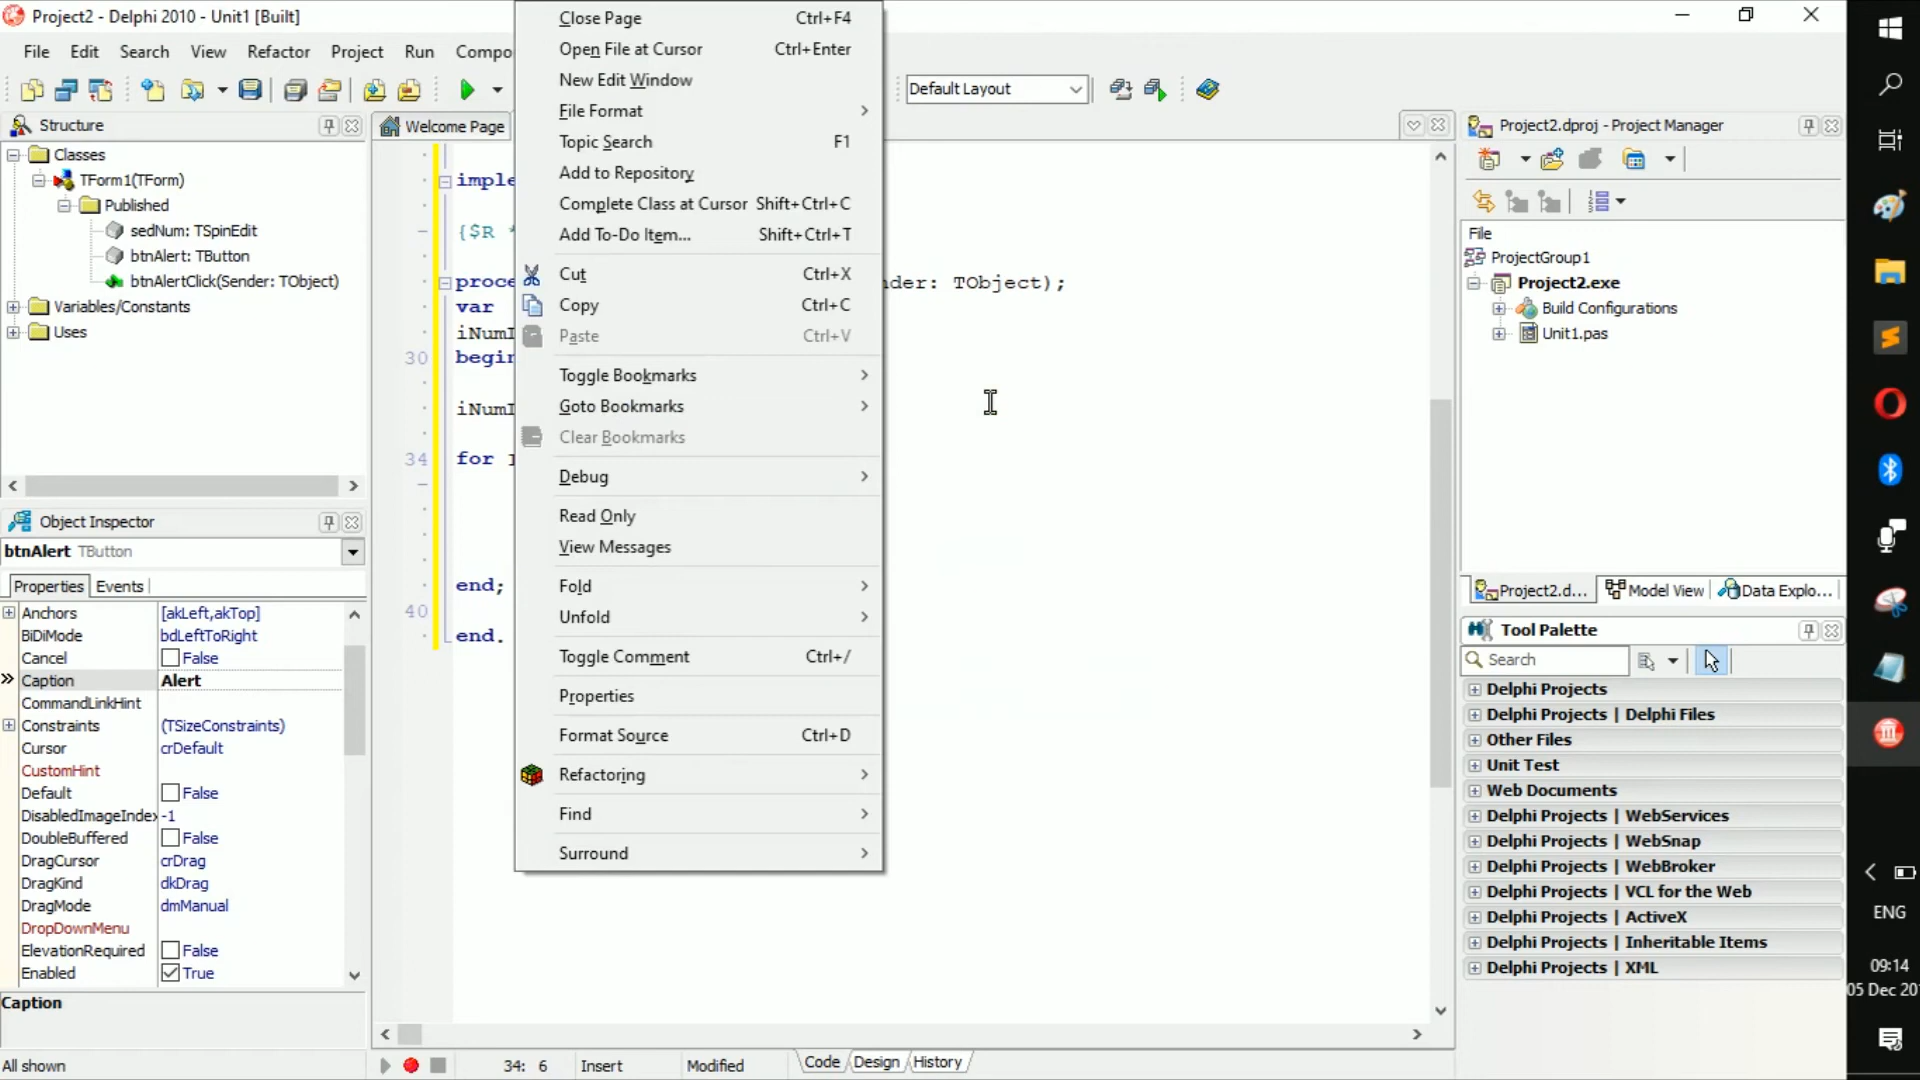 Project2 - Delphi 2010 - Unit1 [Built]
File Edit Search View Refactor Project Run Compo
Default Layout
Structure
Classes
TForm1(TForm)
Published
sedNum: TSpinEdit
btnAlert: TButton
btnAlertClick(Sender: TObject)
Variables/Constants
Uses
Object Inspector
btnAlert TButton
Properties Events
Anchors [akLeft,akTop]
BiDiMode bdLeftToRight
Cancel False
Caption Alert
CommandLinkHint
Constraints (TSizeConstraints)
Cursor crDefault
CustomHint
Default False
DisabledImageIndex -1
DoubleBuffered False
DragCursor crDrag
DragKind dkDrag
DragMode dmManual
DropDownMenu
ElevationRequired False
Enabled True
Caption
All shown
Welcome Page
imple
{$R *
proce nder: TObject);
var
iNumI
30 begin
iNumI
34 for I
end;
40
end.
34: 6 Insert Modified Code Design History
Close Page Ctrl+F4
Open File at Cursor Ctrl+Enter
New Edit Window
File Format
Topic Search F1
Add to Repository
Complete Class at Cursor Shift+Ctrl+C
Add To-Do Item... Shift+Ctrl+T
Cut Ctrl+X
Copy Ctrl+C
Paste Ctrl+V
Toggle Bookmarks
Goto Bookmarks
Clear Bookmarks
Debug
Read Only
View Messages
Fold
Unfold
Toggle Comment Ctrl+/
Properties
Format Source Ctrl+D
Refactoring
Find
Surround
Project2.dproj - Project Manager
File
ProjectGroup1
Project2.exe
Build Configurations
Unit1.pas
Project2.d... Model View Data Explo...
Tool Palette
Search
Delphi Projects
Delphi Projects | Delphi Files
Other Files
Unit Test
Web Documents
Delphi Projects | WebServices
Delphi Projects | WebSnap
Delphi Projects | WebBroker
Delphi Projects | VCL for the Web
Delphi Projects | ActiveX
Delphi Projects | Inheritable Items
Delphi Projects | XML
ENG
09:14
05 Dec 20